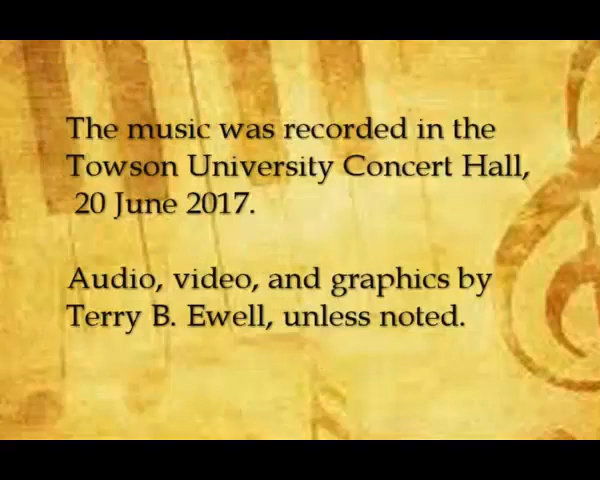 The music was recorded in the
Towson University Concert Hall,
20 June 2017.
Audio, video, and graphics by
Terry B. Ewell, unless noted.